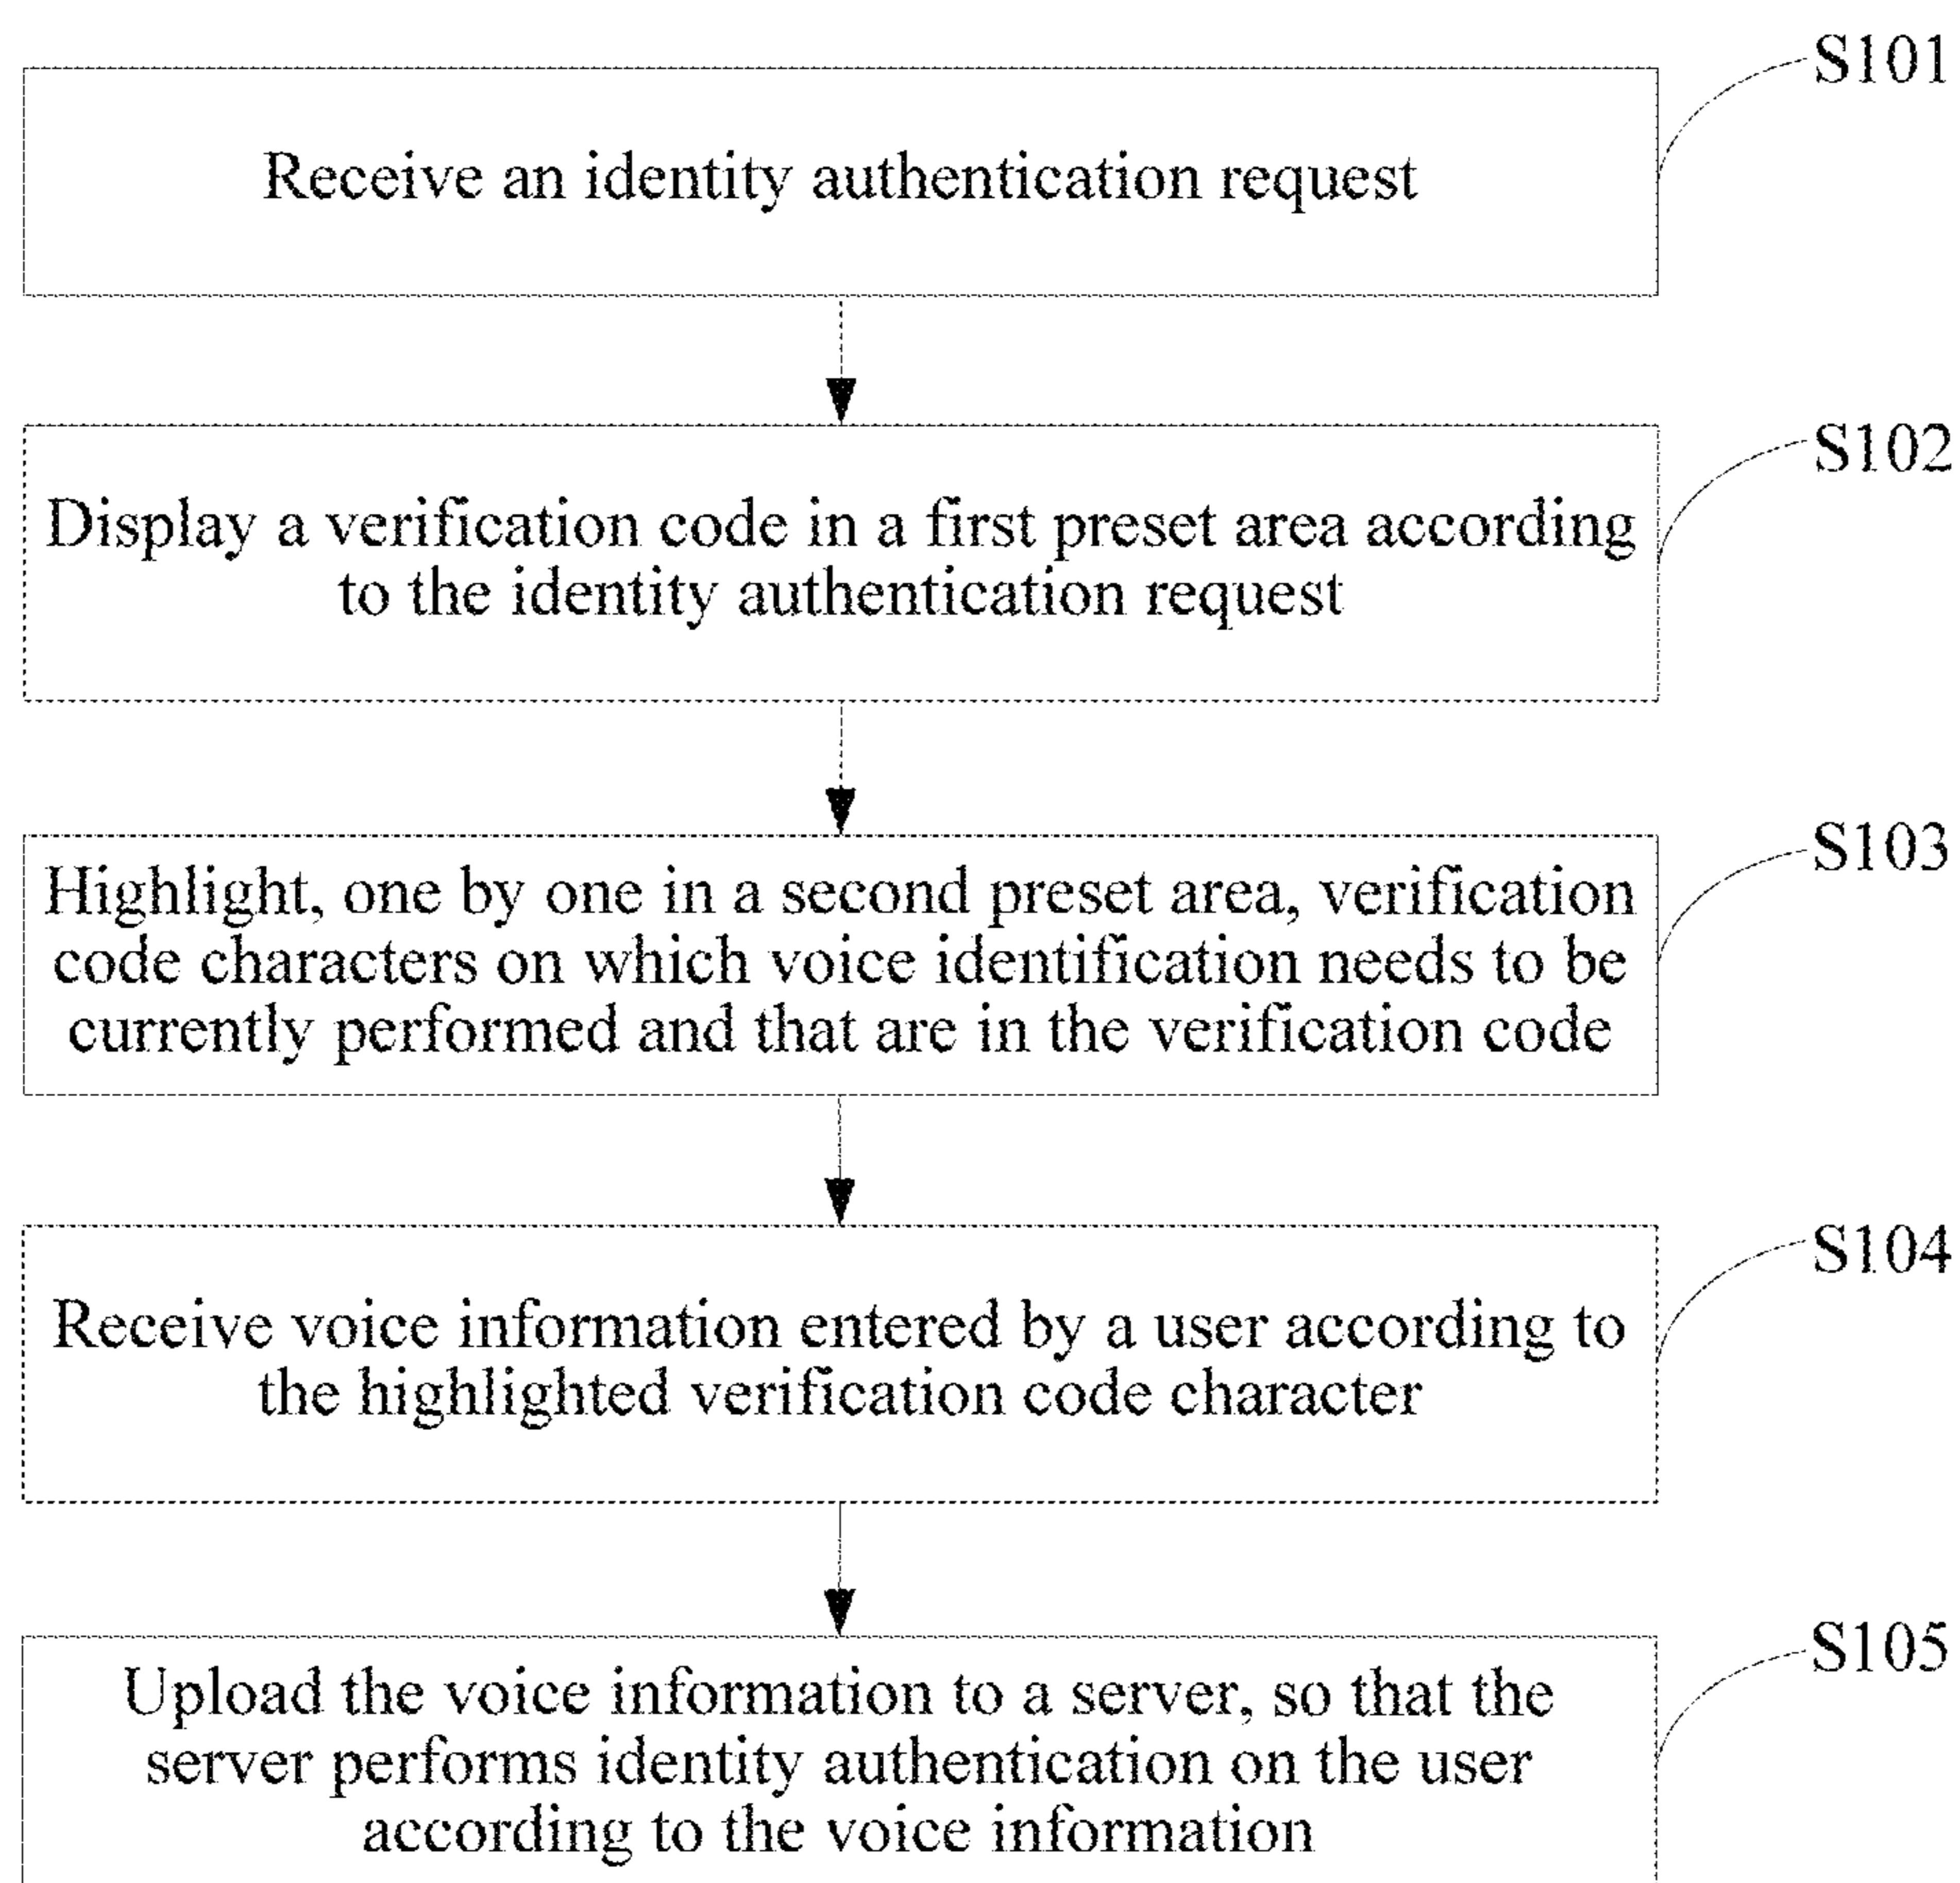 S101
Receive an identity authentication request
S102
Display a verification code in a first preset area according
to the identity authentication request
S103
Highlight, one by one in a second preset area, verification
code characters on which voice identification needs to be
currently performed and that are in the verification code
S104
Receive voice information entered by a user according to
the highlighted verification code character
S105
Upload the voice information to a server, so that the
server performs identity authentication on the user
according to the voice information